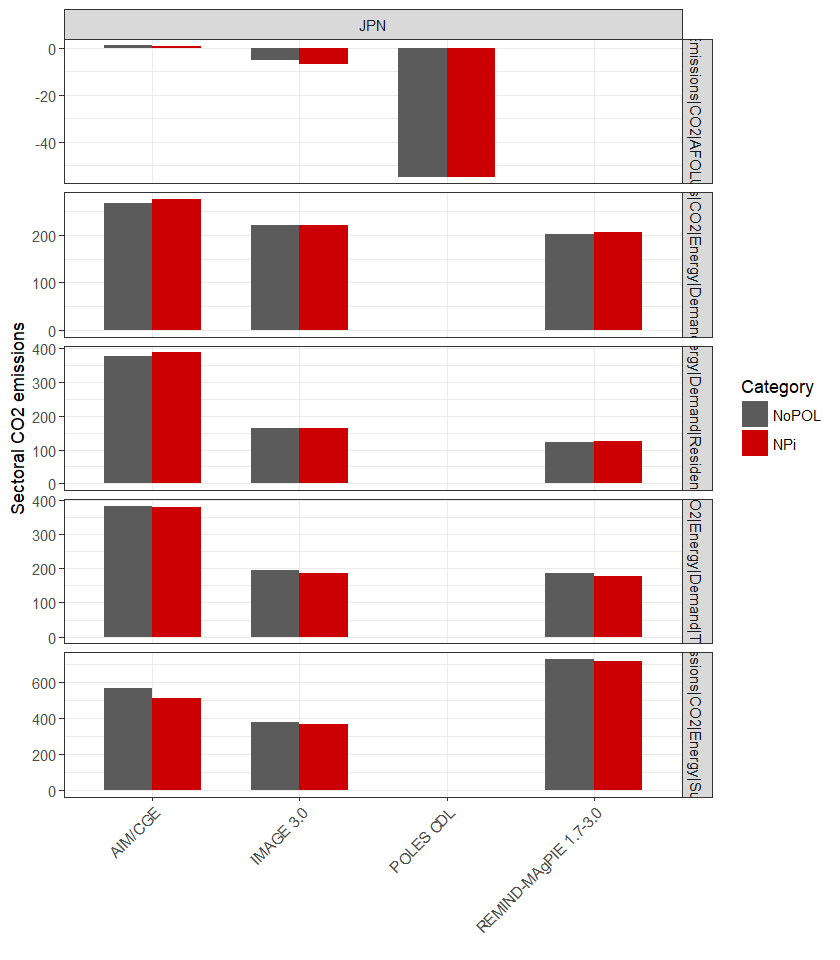 JPN
0
-20
-40
missions|CO2|AFOLU
200
100
0
|CO2|Energy|Demand
400
300
200
100
0
ergy|Demand|Residen
400
300
200
100
0
O2|Energy|Demand|T
600
400
200
0
ssions|CO2|Energy|Su
Sectoral CO2 emissions
AIM/CGE
IMAGE 3.0
POLES CDL
REMIND-MAgPIE 1.7-3.0
Category
NoPOL
NPi